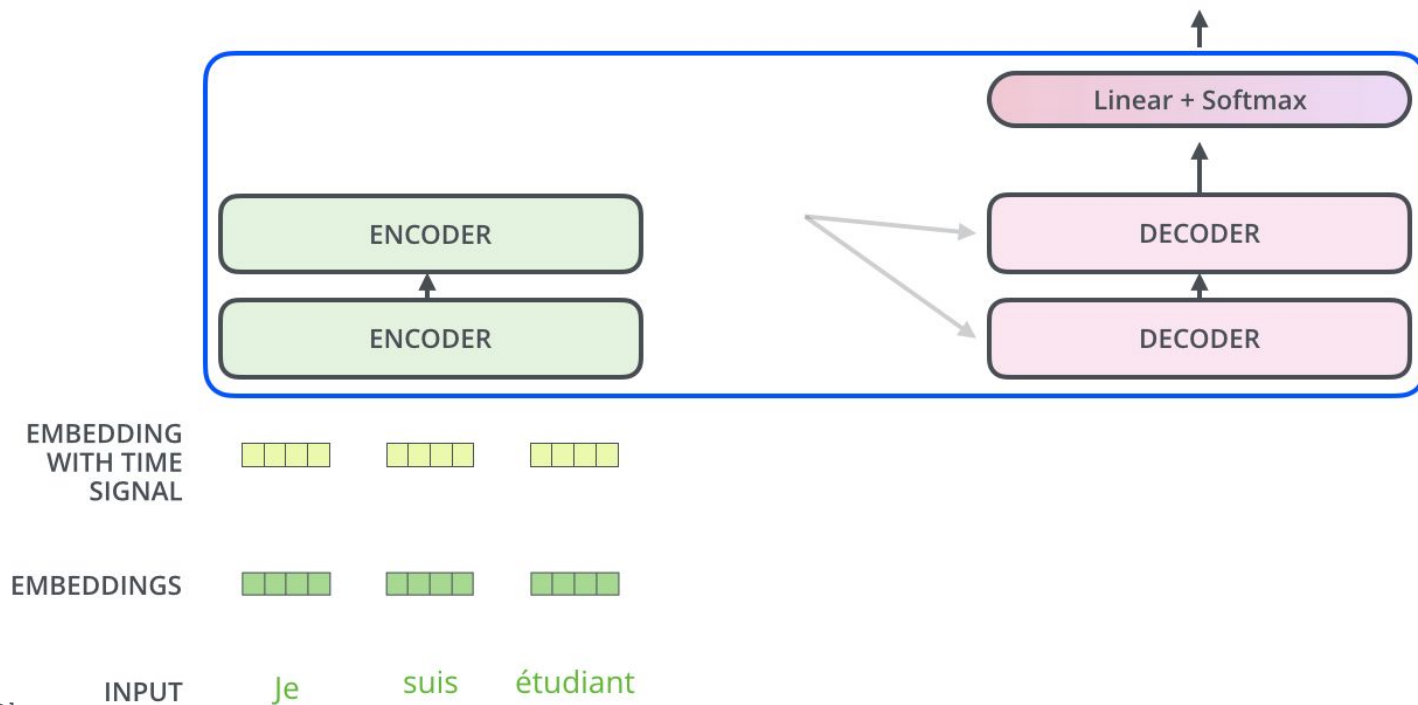 Linear + Softmax
ENCODER
DECODER
ENCODER
DECODER
EMBEDDING
WITH TIME
SIGNAL
EMBEDDINGS
INPUT
Je
suis
étudiant